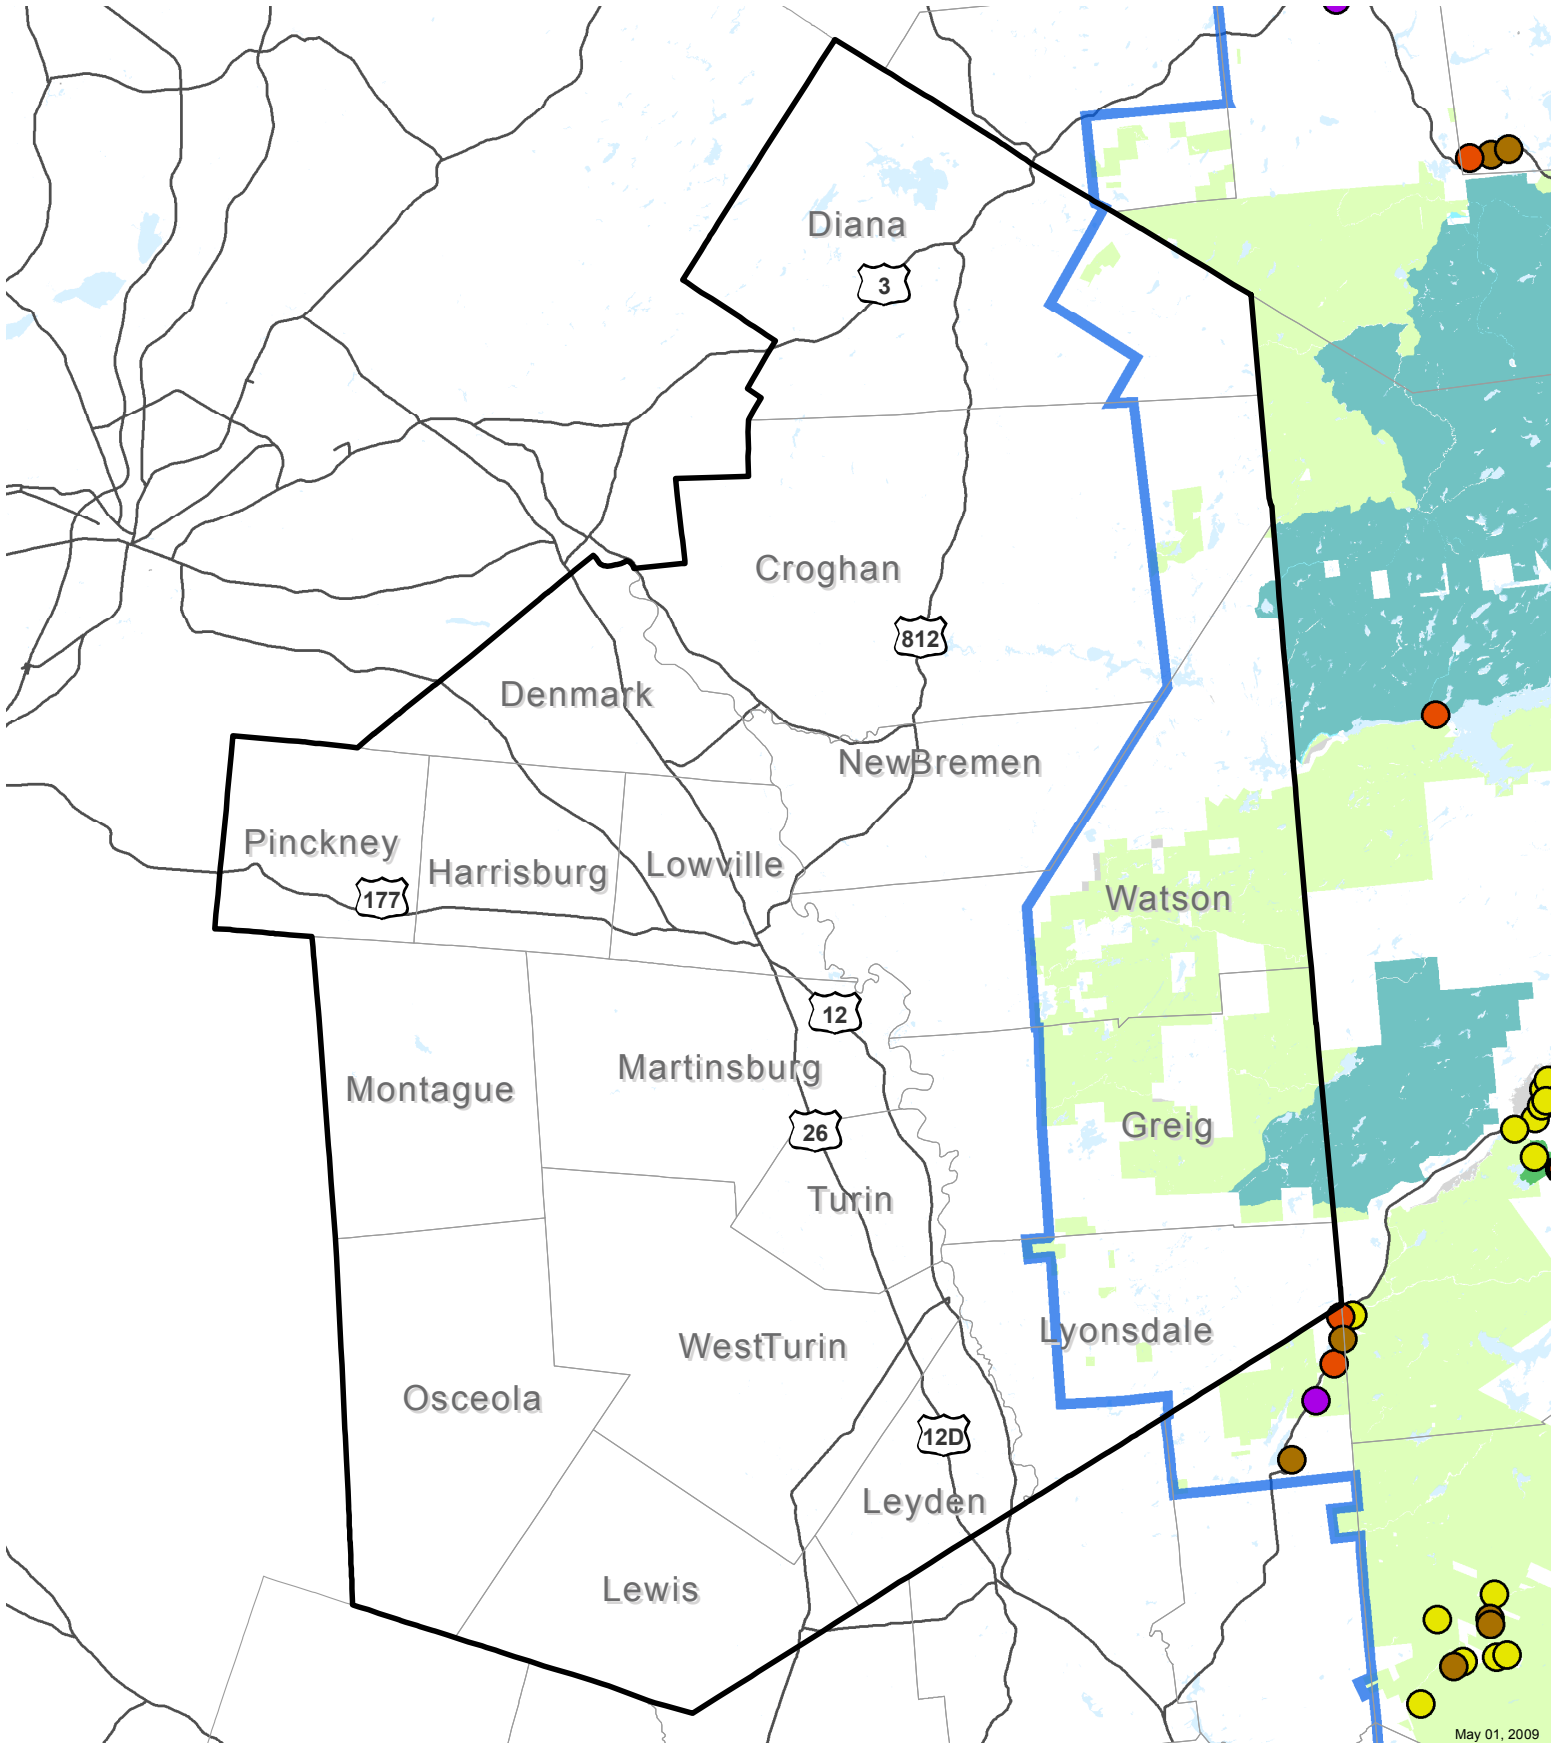 Diana
3
Croghan
812
Denmark
NewBremen
Pinckney
Harrisburg
Lowville
177
Watson
12
Martinsburg
Montague
26
Greig
Turin
Lyonsdale
WestTurin
Osceola
12D
Leyden
Lewis
May 01, 2009